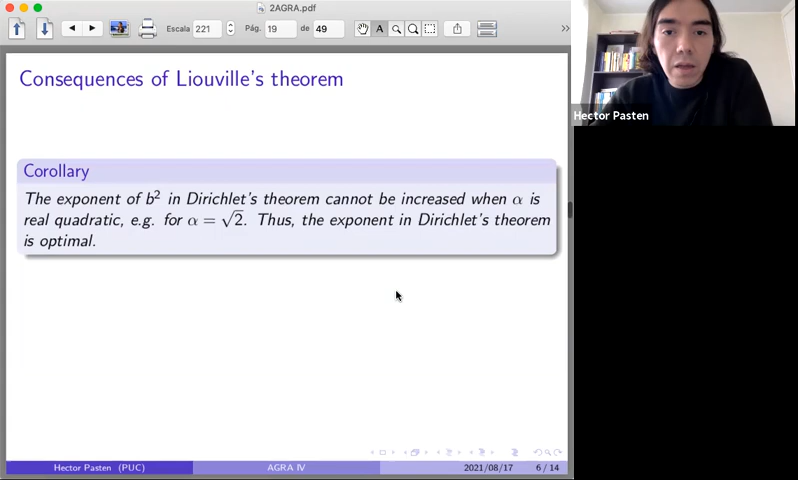 2AGRA.pdf
Escala 221 Pág. 19 de 49
Consequences of Liouville's theorem
Hector Pasten
Corollary
The exponent of b² in Dirichlet's theorem cannot be increased when α is
real quadratic, e.g. for α = √2. Thus, the exponent in Dirichlet's theorem
is optimal.
Hector Pasten (PUC) AGRA IV 2021/08/17 6 / 14